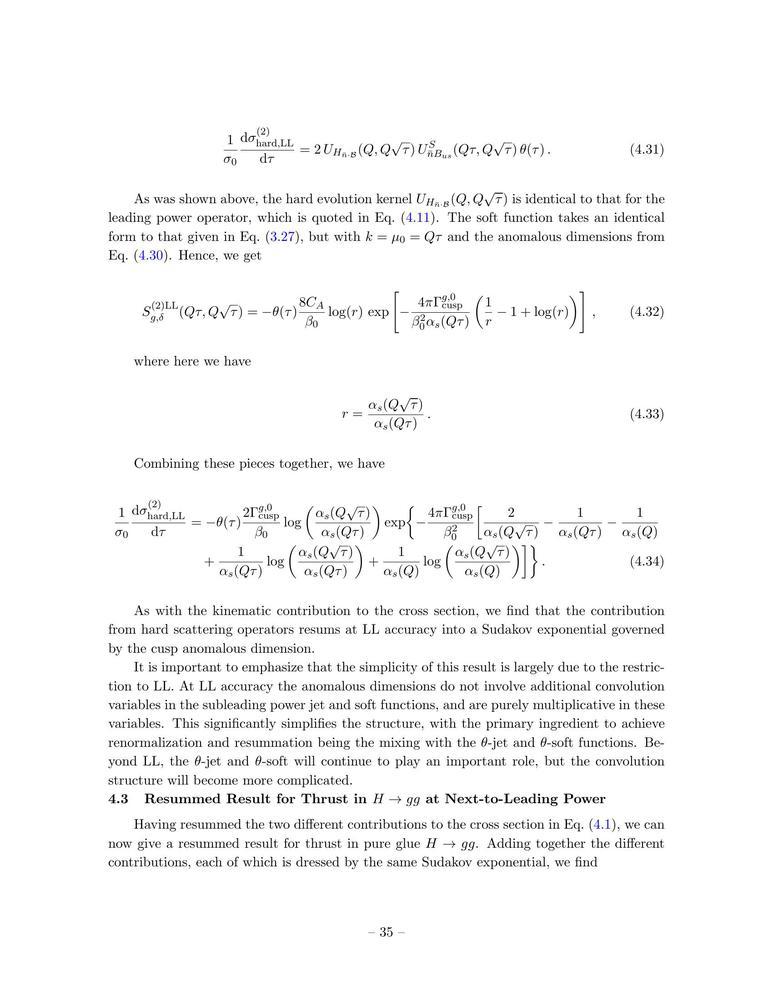 \frac{1}{\sigma_0} \frac{d\sigma^{(2)}_{hard,LL}}{d\tau} = 2 U_{H_{\bar{n}\cdot\mathcal{B}}}(Q, Q\sqrt{\tau}) U^S_{\bar{n}B_{us}}(Q\tau, Q\sqrt{\tau}) \theta(\tau) . (4.31)
As was shown above, the hard evolution kernel U_{H_{\bar{n}\cdot\mathcal{B}}}(Q, Q\sqrt{\tau}) is identical to that for the
leading power operator, which is quoted in Eq. (4.11). The soft function takes an identical
form to that given in Eq. (3.27), but with k = μ_0 = Qτ and the anomalous dimensions from
Eq. (4.30). Hence, we get
S^{(2)LL}_{g,\delta}(Q\tau, Q\sqrt{\tau}) = -\theta(\tau) \frac{8C_A}{\beta_0} \log(r) \exp\left[ -\frac{4\pi\Gamma^{g,0}_{cusp}}{\beta_0^2 \alpha_s(Q\tau)} \left( \frac{1}{r} - 1 + \log(r) \right) \right] , (4.32)
where here we have
r = \frac{\alpha_s(Q\sqrt{\tau})}{\alpha_s(Q\tau)} . (4.33)
Combining these pieces together, we have
\frac{1}{\sigma_0} \frac{d\sigma^{(2)}_{hard,LL}}{d\tau} = -\theta(\tau) \frac{2\Gamma^{g,0}_{cusp}}{\beta_0} \log\left( \frac{\alpha_s(Q\sqrt{\tau})}{\alpha_s(Q\tau)} \right) \exp\left\{ -\frac{4\pi\Gamma^{g,0}_{cusp}}{\beta_0^2} \left[ \frac{2}{\alpha_s(Q\sqrt{\tau})} - \frac{1}{\alpha_s(Q\tau)} - \frac{1}{\alpha_s(Q)}
+ \frac{1}{\alpha_s(Q\tau)} \log\left( \frac{\alpha_s(Q\sqrt{\tau})}{\alpha_s(Q\tau)} \right) + \frac{1}{\alpha_s(Q)} \log\left( \frac{\alpha_s(Q\sqrt{\tau})}{\alpha_s(Q)} \right) \right] \right\} . (4.34)
As with the kinematic contribution to the cross section, we find that the contribution
from hard scattering operators resums at LL accuracy into a Sudakov exponential governed
by the cusp anomalous dimension.
It is important to emphasize that the simplicity of this result is largely due to the restric-
tion to LL. At LL accuracy the anomalous dimensions do not involve additional convolution
variables in the subleading power jet and soft functions, and are purely multiplicative in these
variables. This significantly simplifies the structure, with the primary ingredient to achieve
renormalization and resummation being the mixing with the θ-jet and θ-soft functions. Be-
yond LL, the θ-jet and θ-soft will continue to play an important role, but the convolution
structure will become more complicated.
4.3 Resummed Result for Thrust in H → gg at Next-to-Leading Power
Having resummed the two different contributions to the cross section in Eq. (4.1), we can
now give a resummed result for thrust in pure glue H → gg. Adding together the different
contributions, each of which is dressed by the same Sudakov exponential, we find
– 35 –